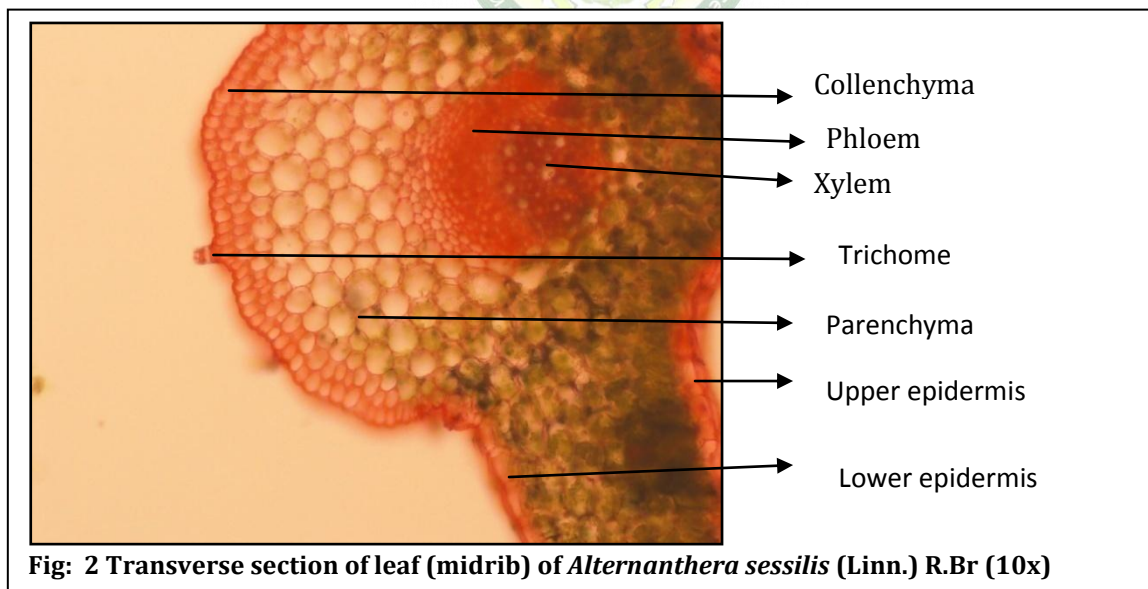 Collenchyma
Phloem
Xylem
Trichome
Parenchyma
Upper epidermis
Lower epidermis
Fig: 2 Transverse section of leaf (midrib) of Alternanthera sessilis (Linn.) R.Br (10x)